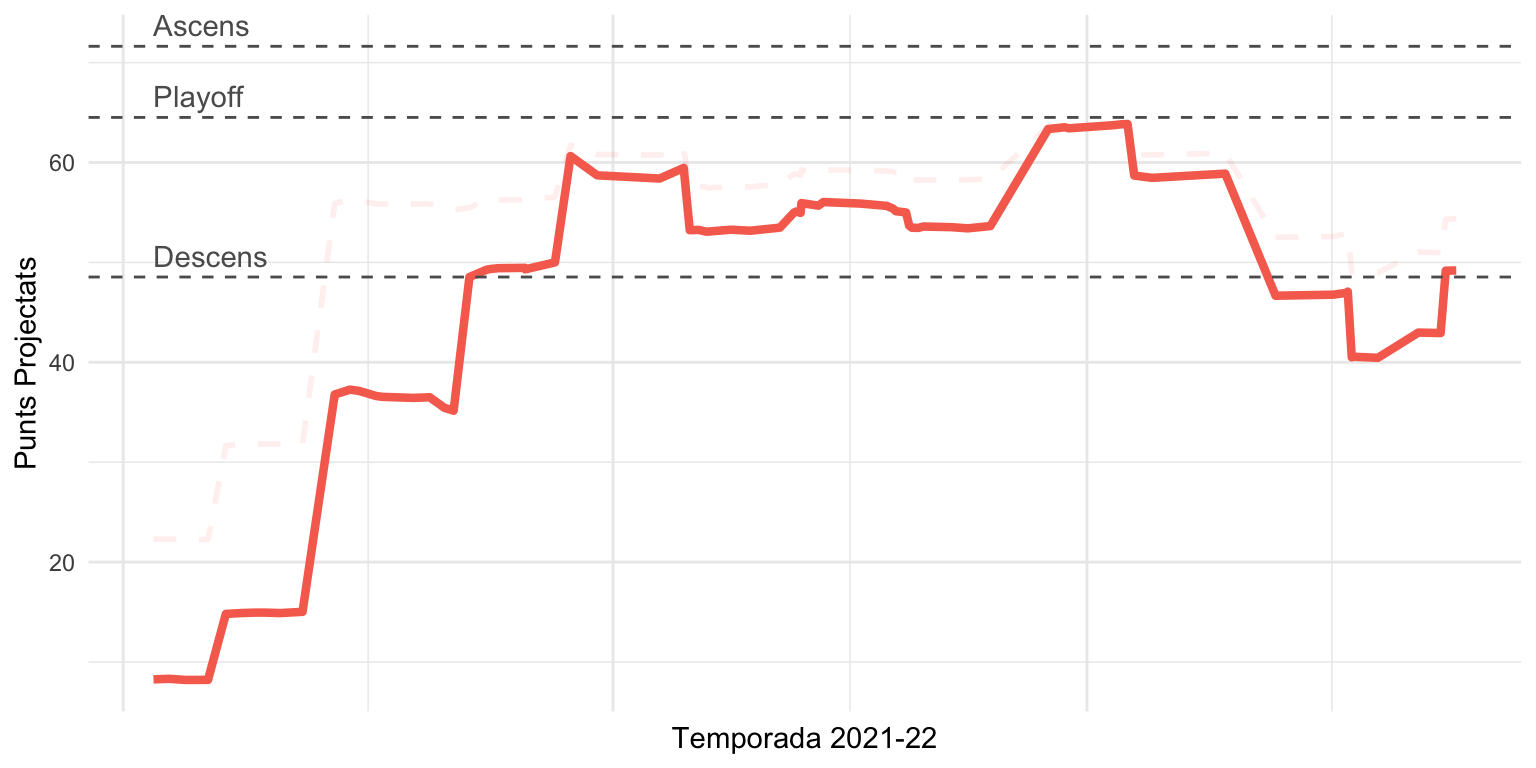 Ascens
Playoff
60
Descens
40
20
Punts Projectats
Temporada 2021-22